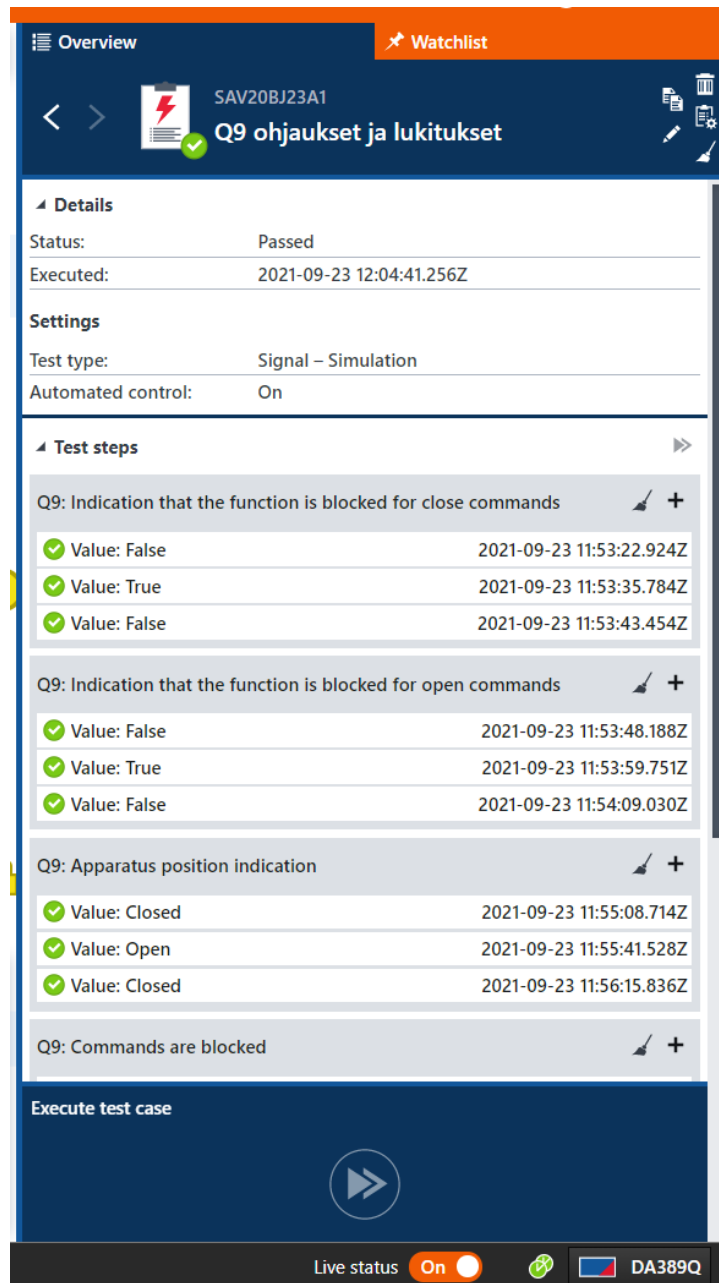 Overview
Watchlist
SAV20BJ23A1
Q9 ohjaukset ja lukitukset
Details
Status: Passed
Executed: 2021-09-23 12:04:41.256Z
Settings
Test type: Signal – Simulation
Automated control: On
Test steps
Q9: Indication that the function is blocked for close commands
Value: False 2021-09-23 11:53:22.924Z
Value: True 2021-09-23 11:53:35.784Z
Value: False 2021-09-23 11:53:43.454Z
Q9: Indication that the function is blocked for open commands
Value: False 2021-09-23 11:53:48.188Z
Value: True 2021-09-23 11:53:59.751Z
Value: False 2021-09-23 11:54:09.030Z
Q9: Apparatus position indication
Value: Closed 2021-09-23 11:55:08.714Z
Value: Open 2021-09-23 11:55:41.528Z
Value: Closed 2021-09-23 11:56:15.836Z
Q9: Commands are blocked
Execute test case
Live status On DA389Q